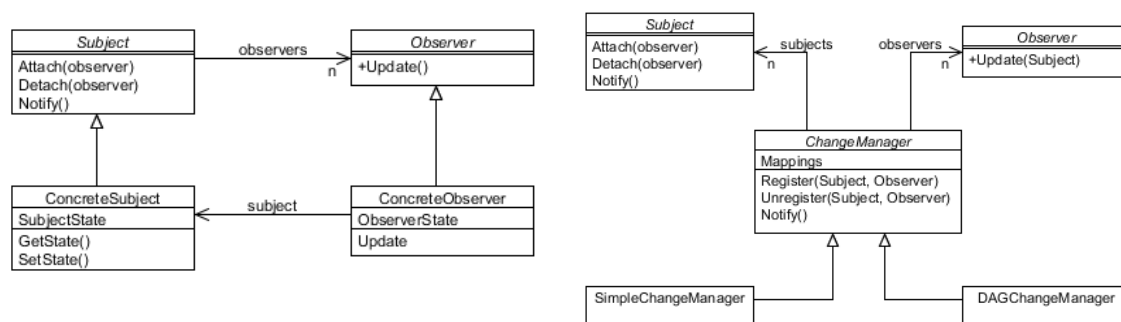 Subject
Attach(observer)
Detach(observer)
Notify()
observers
n
Observer
+Update()
ConcreteSubject
SubjectState
GetState()
SetState()
subject
ConcreteObserver
ObserverState
Update
Subject
Attach(observer)
Detach(observer)
Notify()
subjects
n
observers
n
Observer
+Update(Subject)
ChangeManager
Mappings
Register(Subject, Observer)
Unregister(Subject, Observer)
Notify()
SimpleChangeManager
DAGChangeManager